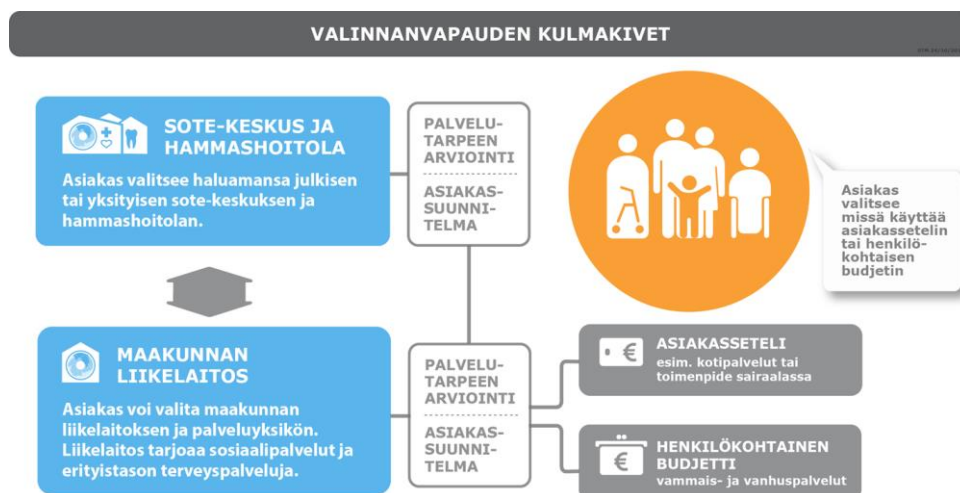 VALINNANVAPAUDEN KULMAKIVET
SOTE-KESKUS JA
HAMMASHOITOLA
Asiakas valitsee haluamansa julkisen
tai yksityisen sote-keskuksen ja
hammashoitolan.
PALVELU-
TARPEEN
ARVIOINTI
ASIAKAS-
SUUNNI-
TELMA
Asiakas
valitsee
missä käyttää
asiakassetelin
tai henkilö-
kohtaisen
budjetin
MAAKUNNAN
LIIKELAITOS
Asiakas voi valita maakunnan
liikelaitoksen ja palveluyksikön.
Liikelaitos tarjoaa sosiaalipalvelut ja
erityistason terveyspalveluja.
PALVELU-
TARPEEN
ARVIOINTI
ASIAKAS-
SUUNNI-
TELMA
€
ASIAKASSETELI
esim. kotipalvelut tai
toimenpide sairaalassa
€
HENKILÖKOHTAINEN
BUDJETTI
vammais- ja vanhuspalvelut